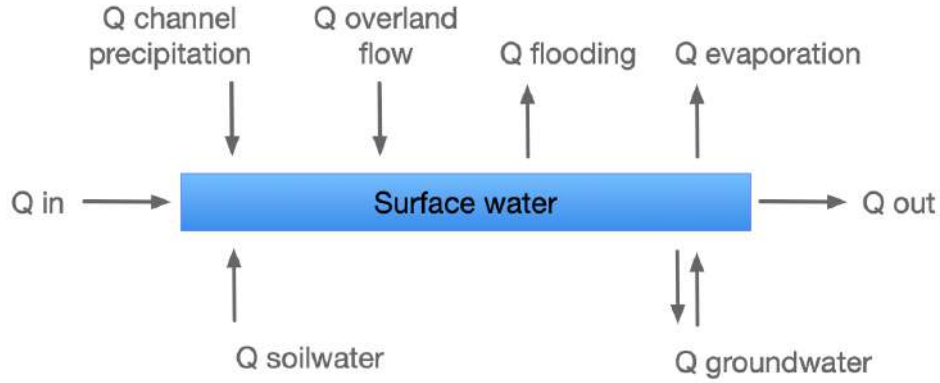 Q channel
precipitation
Q overland
flow
Q flooding
Q evaporation
Q in
Surface water
Q out
Q soilwater
Q groundwater